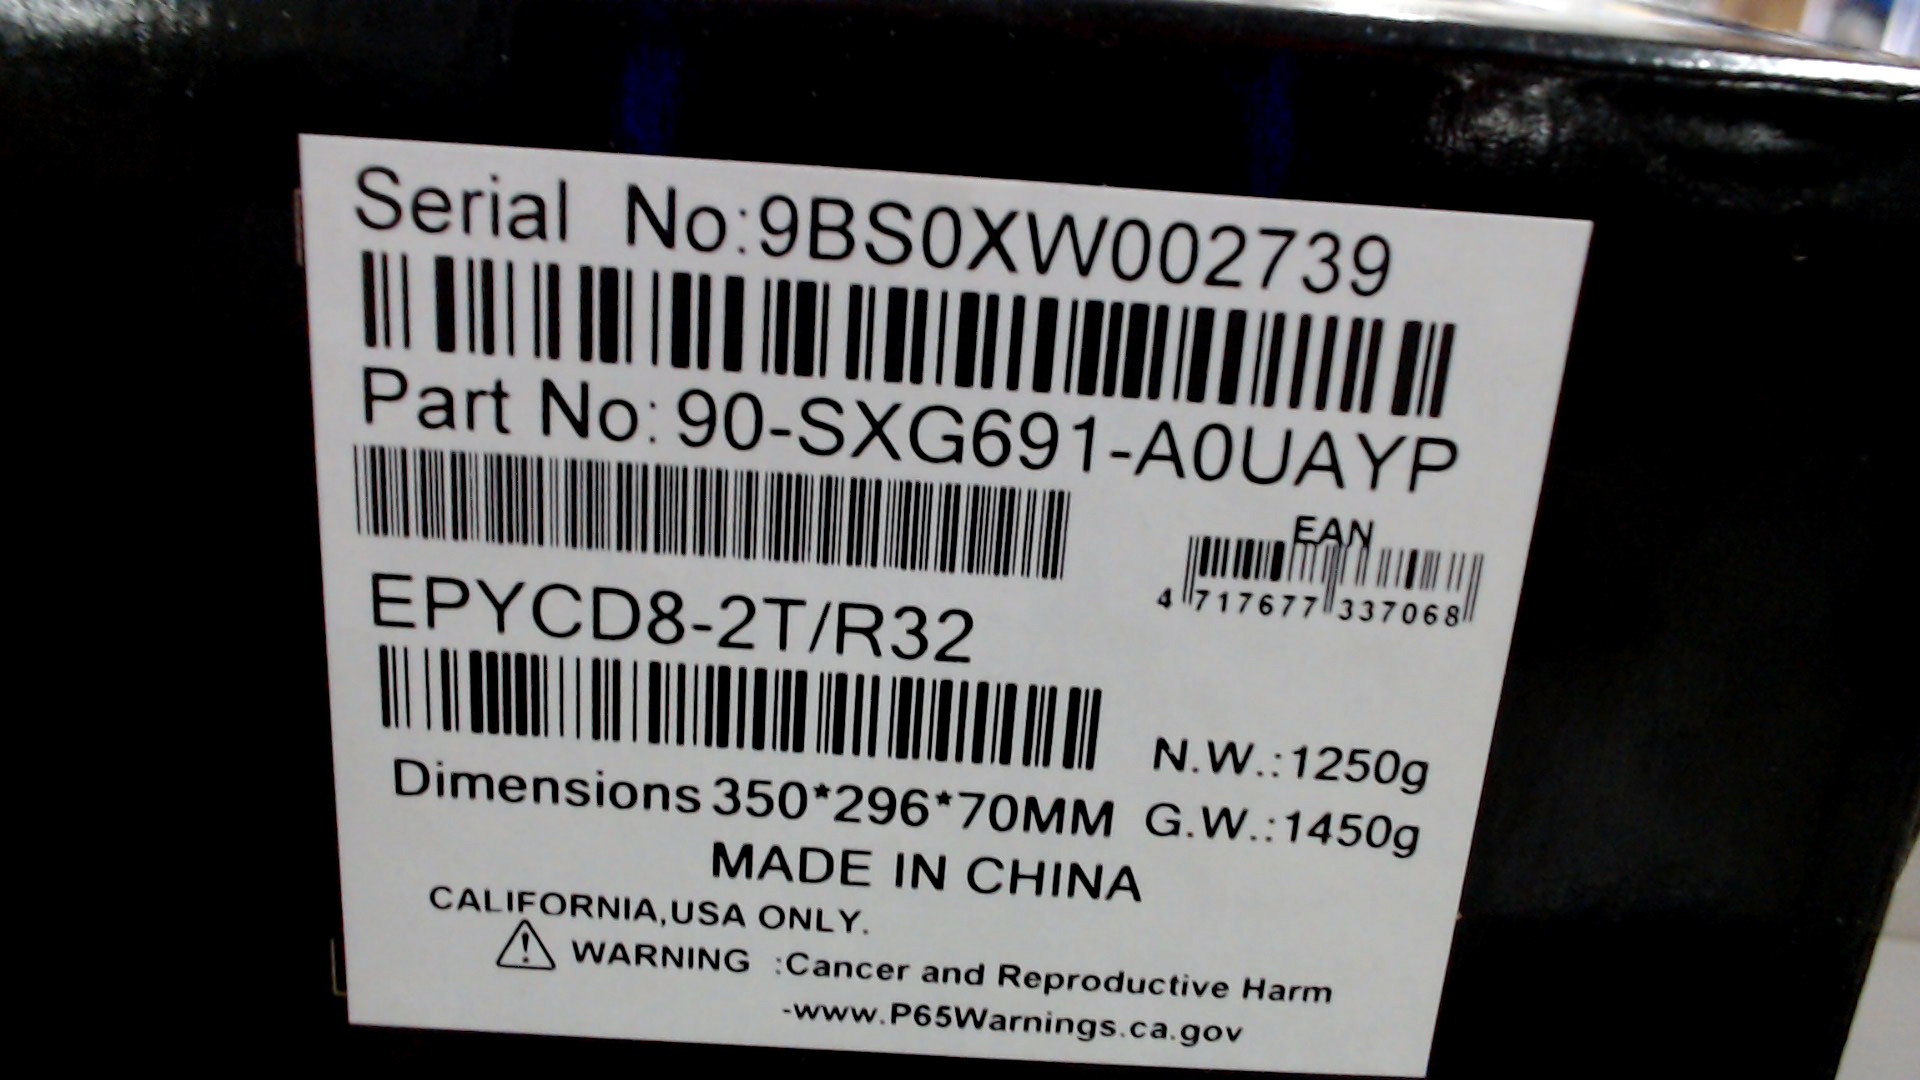 Serial No:9BS0XW002739
Part No: 90-SXG691-A0UAYP
EAN
4 717677 337068
EPYCD8-2T/R32
N.W.:1250g
Dimensions 350*296*70MM G.W.:1450g
MADE IN CHINA
CALIFORNIA,USA ONLY.
WARNING :Cancer and Reproductive Harm
-www.P65Warnings.ca.gov